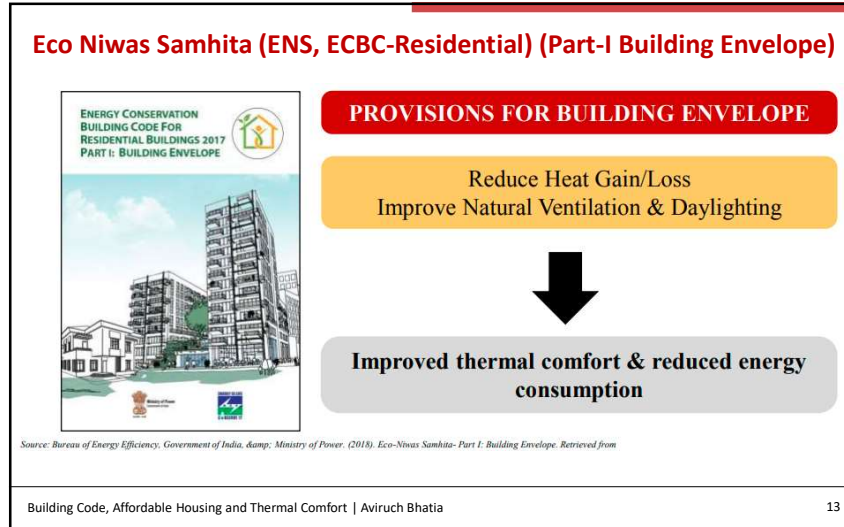 Eco Niwas Samhita (ENS, ECBC-Residential) (Part-I Building Envelope)
ENERGY CONSERVATION
BUILDING CODE FOR
RESIDENTIAL BUILDINGS 2017
PART I: BUILDING ENVELOPE
PROVISIONS FOR BUILDING ENVELOPE
Reduce Heat Gain/Loss
Improve Natural Ventilation & Daylighting
Improved thermal comfort & reduced energy
consumption
Ministry of Power
Source: Bureau of Energy Efficiency, Government of India, &amp; Ministry of Power. (2018). Eco-Niwas Samhita- Part I: Building Envelope. Retrieved from
Building Code, Affordable Housing and Thermal Comfort | Aviruch Bhatia
13